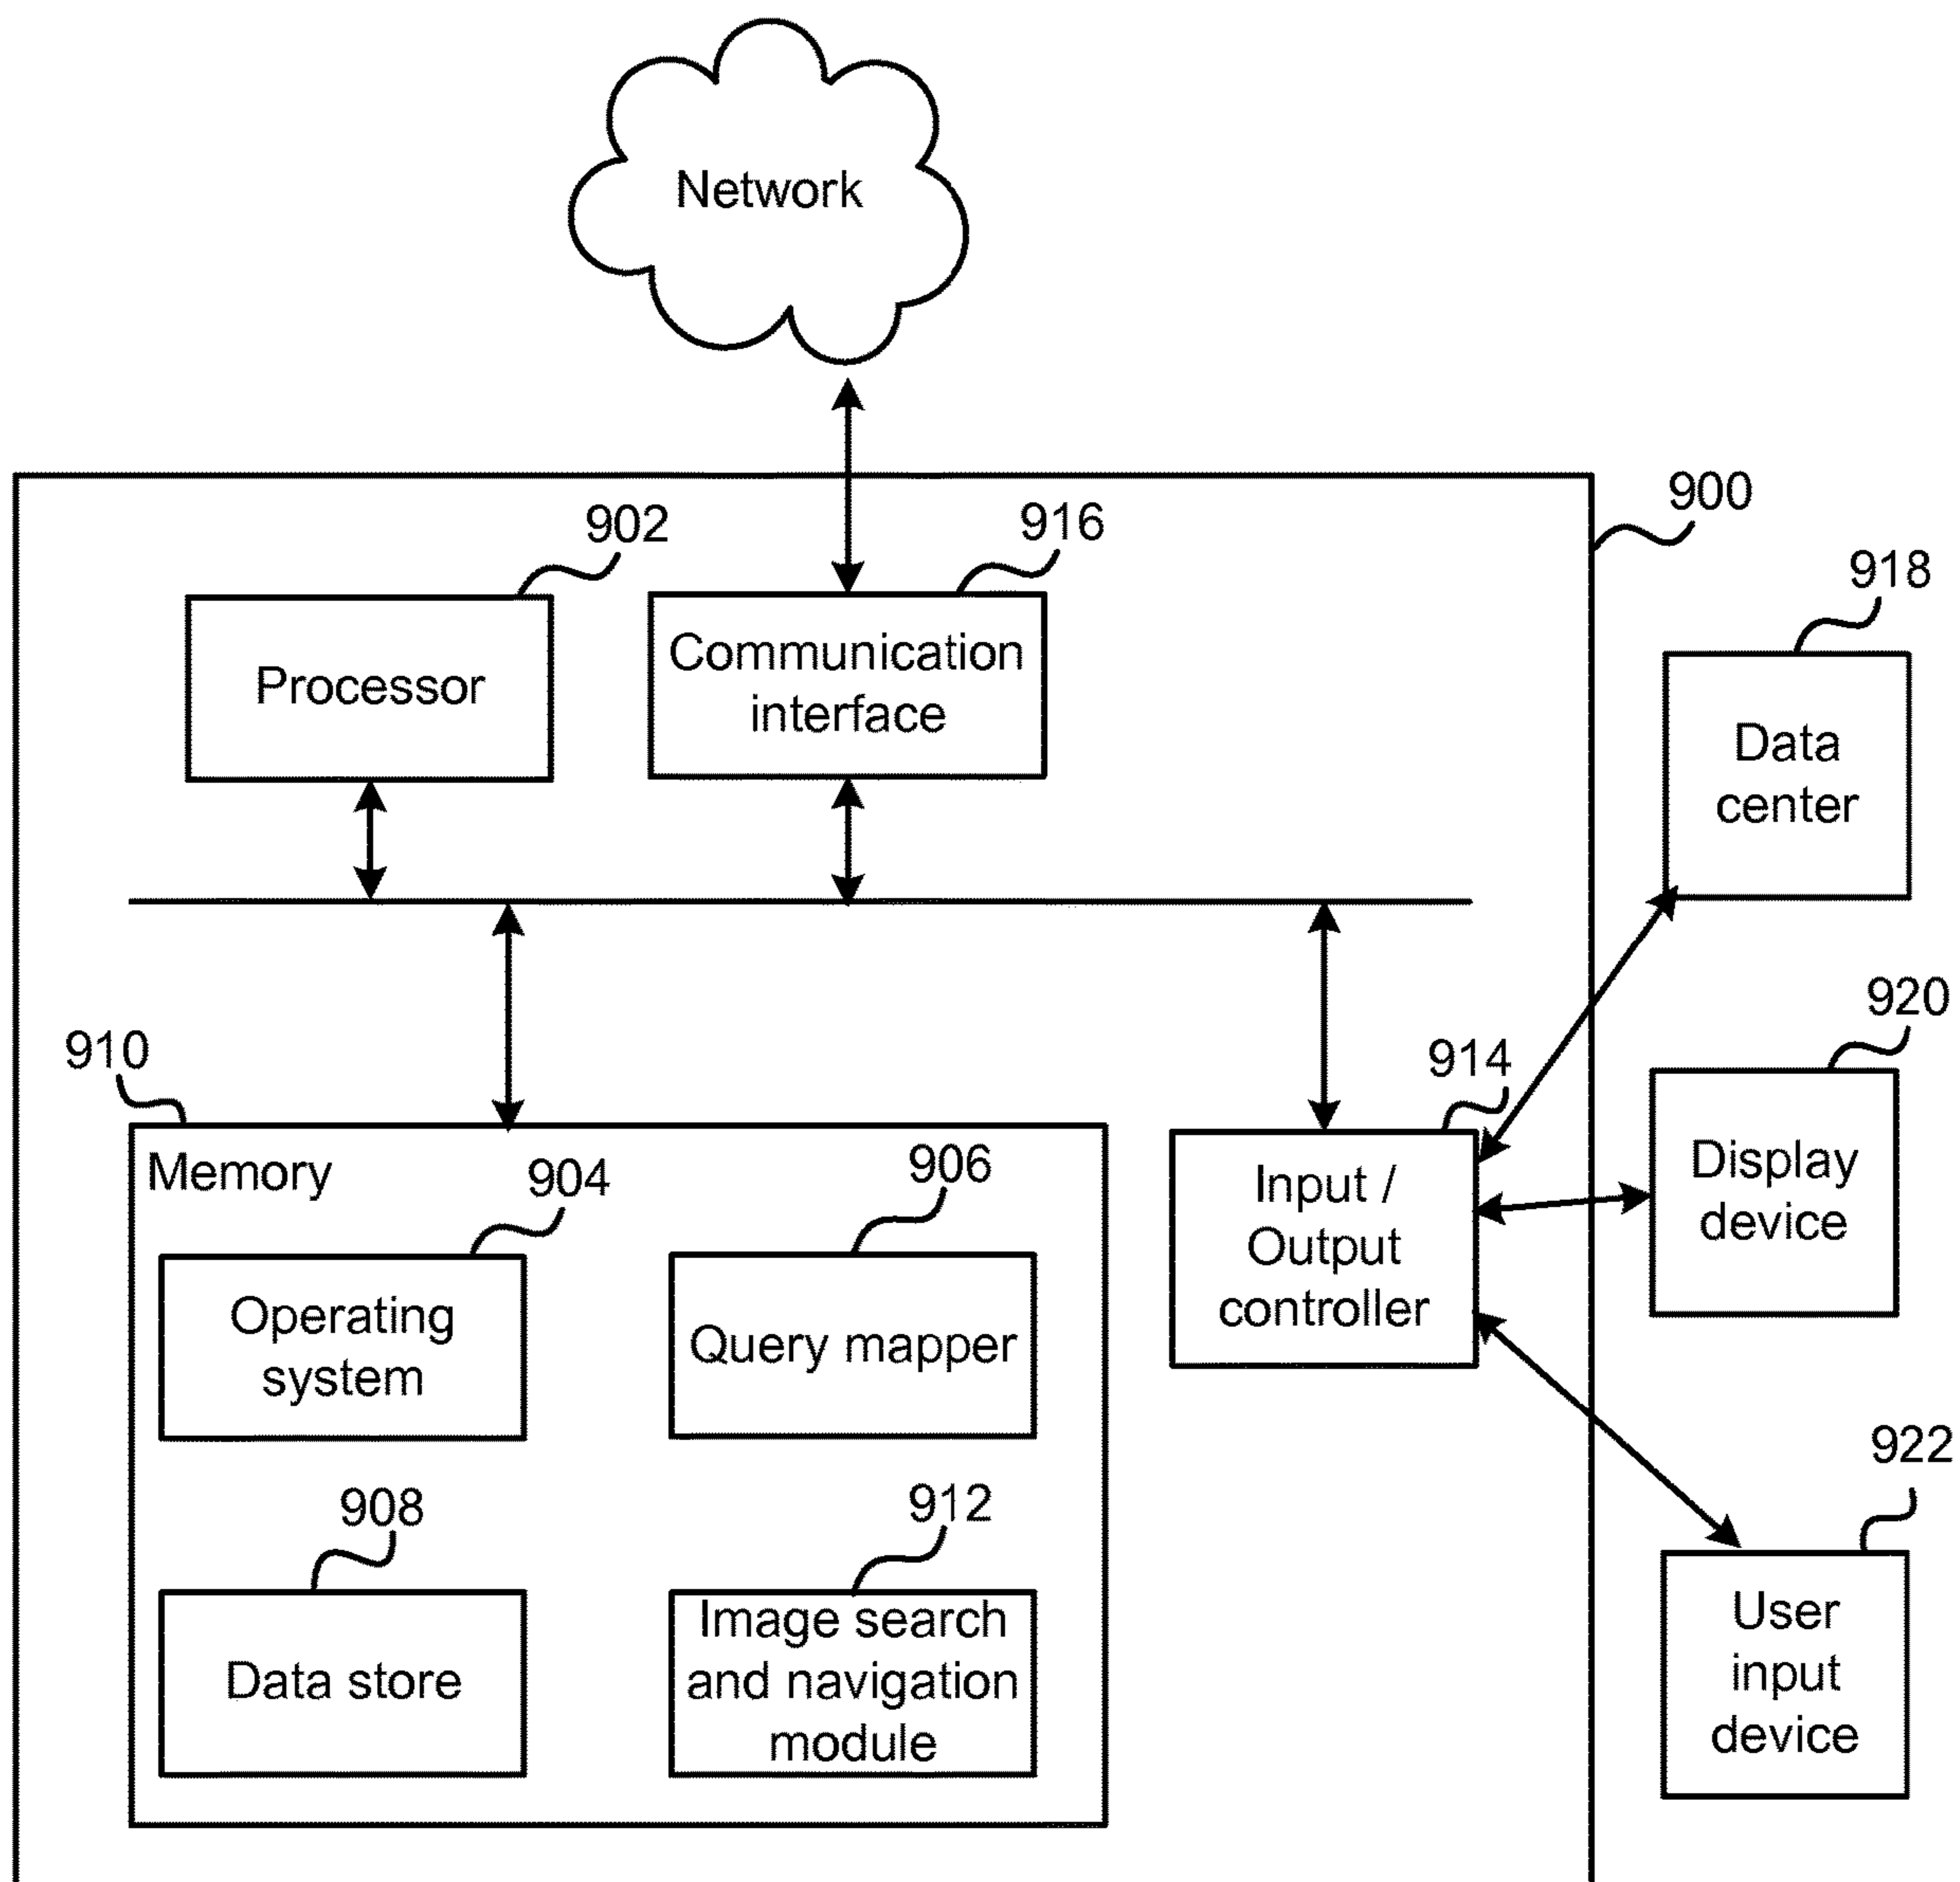 Network
900
902
916
918
Processor
Communication
interface
Data
center
920
910
914
Memory
904
906
Input /
Output
controller
Display
device
Operating
system
Query mapper
922
908
912
Data store
Image search
and navigation
module
User
input
device